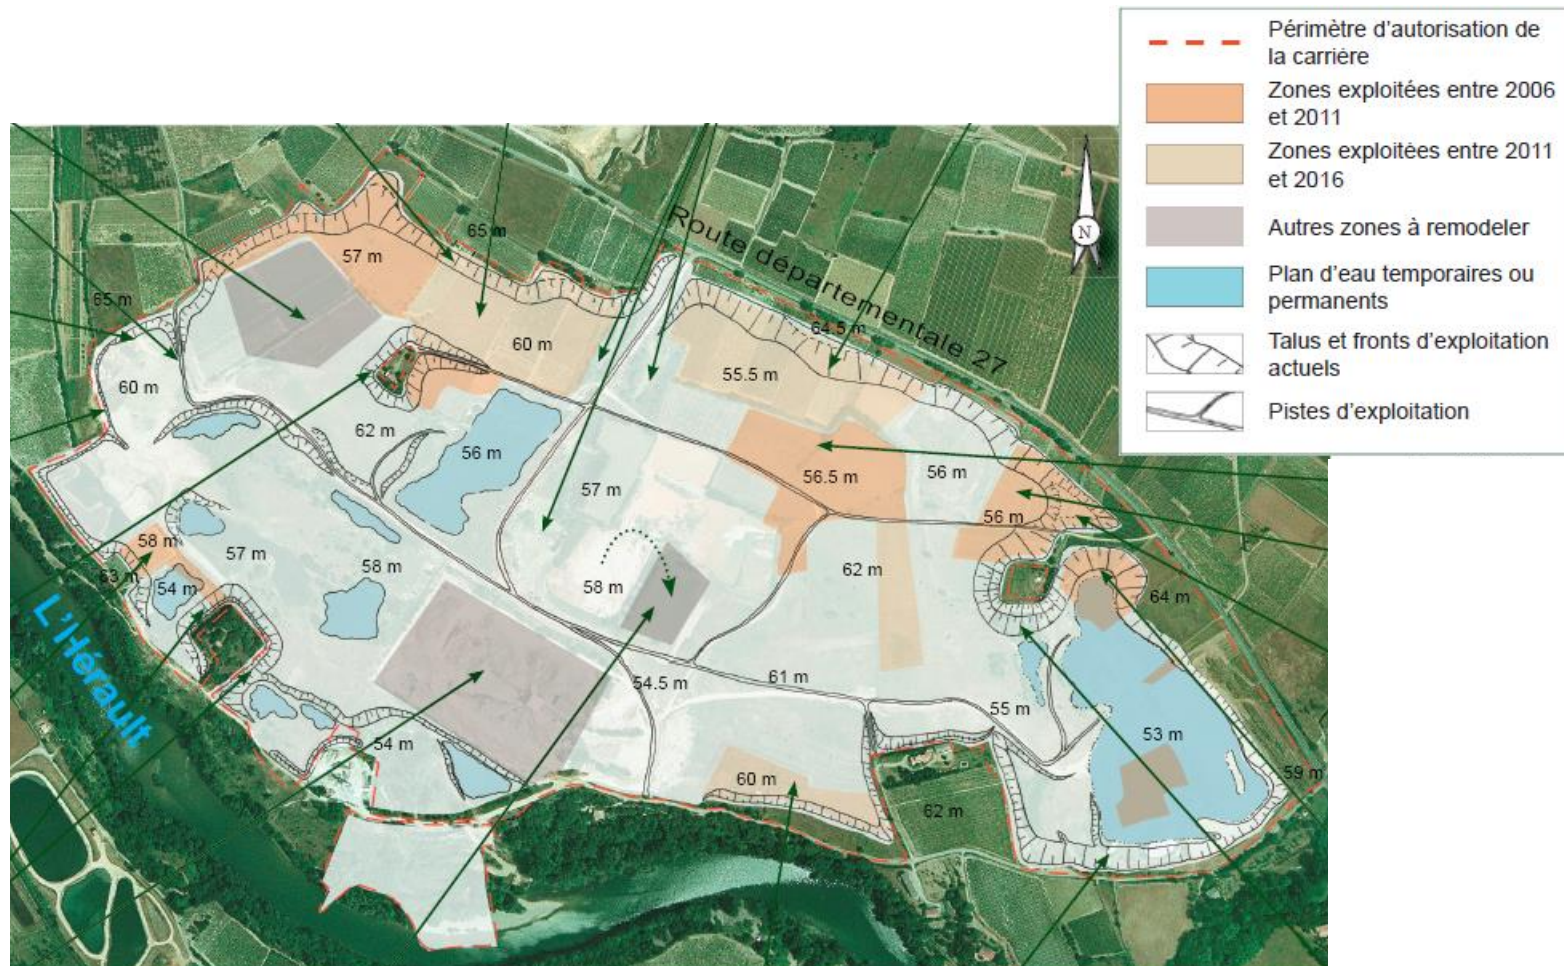 Périmètre d'autorisation de
la carrière
Zones exploitées entre 2006
et 2011
Zones exploitées entre 2011
et 2016
Autres zones à remodeler
Plan d'eau temporaires ou
permanents
Talus et fronts d'exploitation
actuels
Pistes d'exploitation
N
Route départementale 27
65 m
57 m
65 m
64.5 m
60 m
55.5 m
60 m
62 m
56 m
56.5 m
56 m
57 m
56 m
58 m
57 m
58 m
62 m
63 m
54 m
58 m
64 m
L'Hérault
54.5 m
61 m
55 m
54 m
53 m
60 m
59 m
62 m